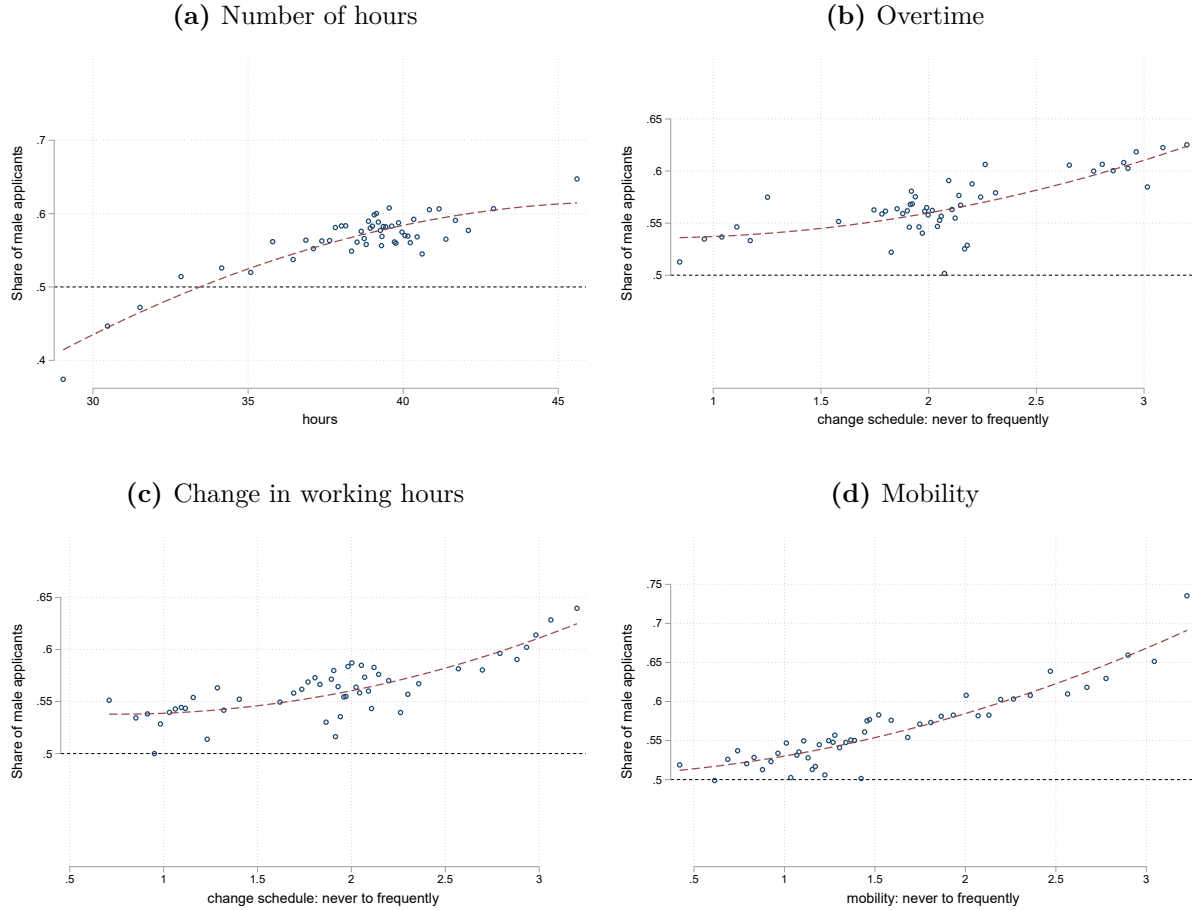 (a) Number of hours
.7
.6
.5
.4
Share of male applicants
30 35 40 45
hours
(b) Overtime
.65
.6
.55
.5
Share of male applicants
1 1.5 2 2.5 3
change schedule: never to frequently
(c) Change in working hours
.65
.6
.55
.5
Share of male applicants
.5 1 1.5 2 2.5 3
change schedule: never to frequently
(d) Mobility
.75
.7
.65
.6
.55
.5
Share of male applicants
.5 1 1.5 2 2.5 3
mobility: never to frequently